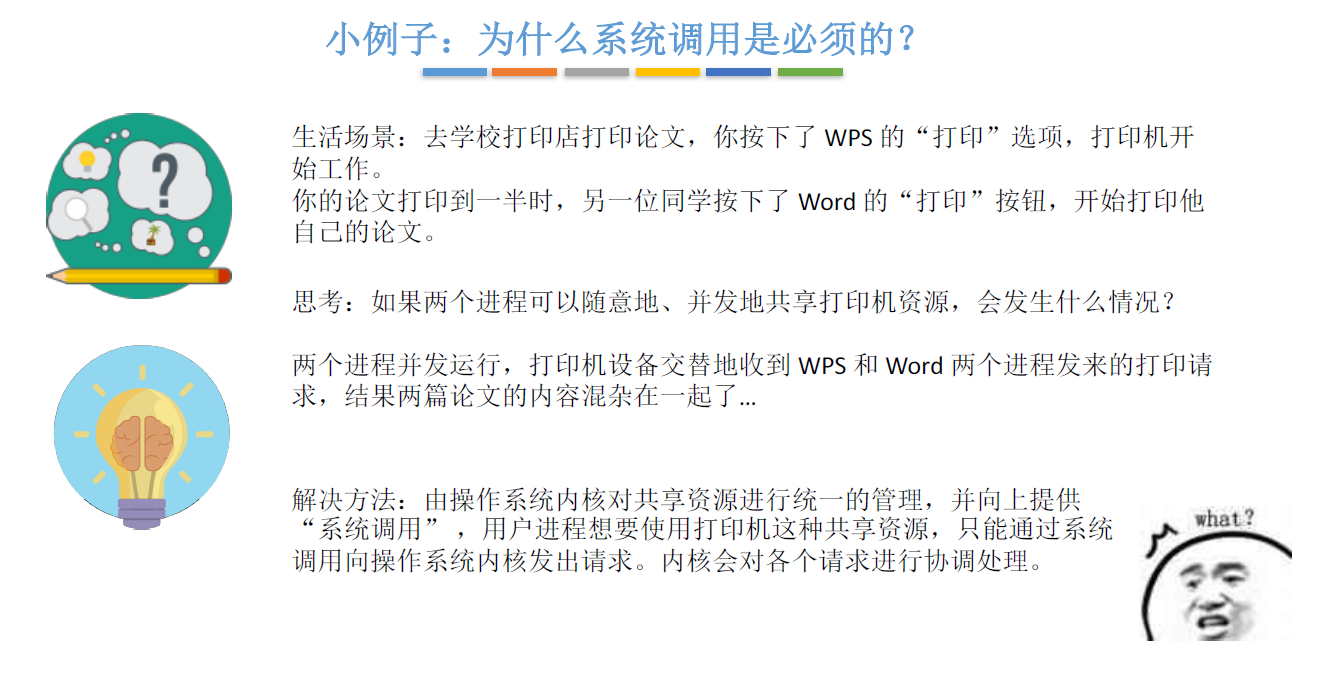 小例子：为什么系统调用是必须的？
生活场景：去学校打印店打印论文，你按下了 WPS 的“打印”选项，打印机开
始工作。
你的论文打印到一半时，另一位同学按下了 Word 的“打印”按钮，开始打印他
自己的论文。
思考：如果两个进程可以随意地、并发地共享打印机资源，会发生什么情况？
两个进程并发运行，打印机设备交替地收到 WPS 和 Word 两个进程发来的打印请
求，结果两篇论文的内容混杂在一起了…
解决方法：由操作系统内核对共享资源进行统一的管理，并向上提供
“系统调用”，用户进程想要使用打印机这种共享资源，只能通过系统
调用向操作系统内核发出请求。内核会对各个请求进行协调处理。
what?